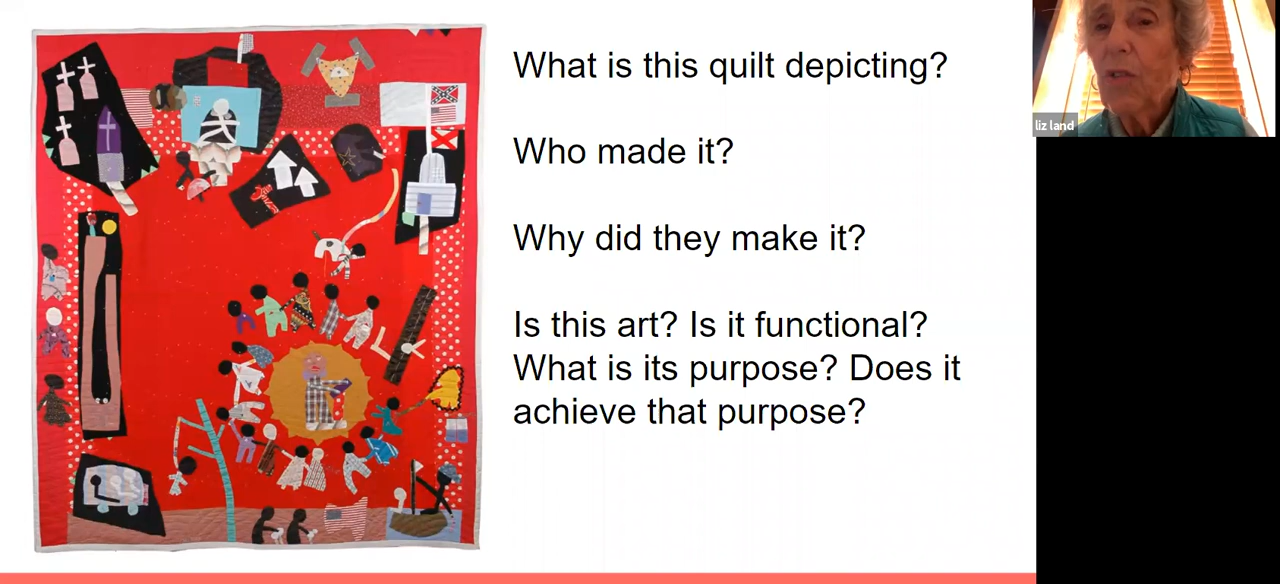 What is this quilt depicting?
Who made it?
Why did they make it?
Is this art? Is it functional?
What is its purpose? Does it
achieve that purpose?
liz land